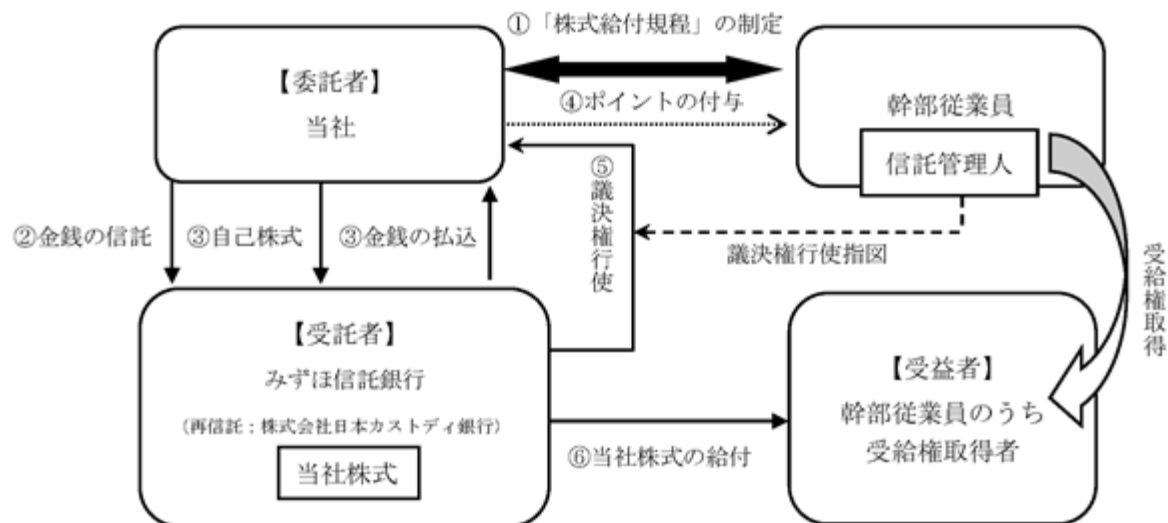 ①「株式給付規程」の制定
【委託者】
当社
④ポイントの付与
幹部従業員
信託管理人
②金銭の信託
③自己株式
③金銭の払込
⑤議決権行使
議決権行使指図
受給権取得
【受託者】
みずほ信託銀行
(再信託:株式会社日本カストディ銀行)
当社株式
⑥当社株式の給付
【受益者】
幹部従業員のうち
受給権取得者